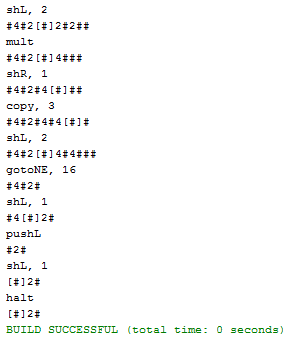 shL, 2
#4#2[#]2#2##
mult
#4#2[#]4###
shR, 1
#4#2#4[#]##
copy, 3
#4#2#4#4[#]#
shL, 2
#4#2[#]4#4###
gotoNE, 16
#4#2#
shL, 1
#4[#]2#
pushL
#2#
shL, 1
[#]2#
halt
[#]2#
BUILD SUCCESSFUL (total time: 0 seconds)